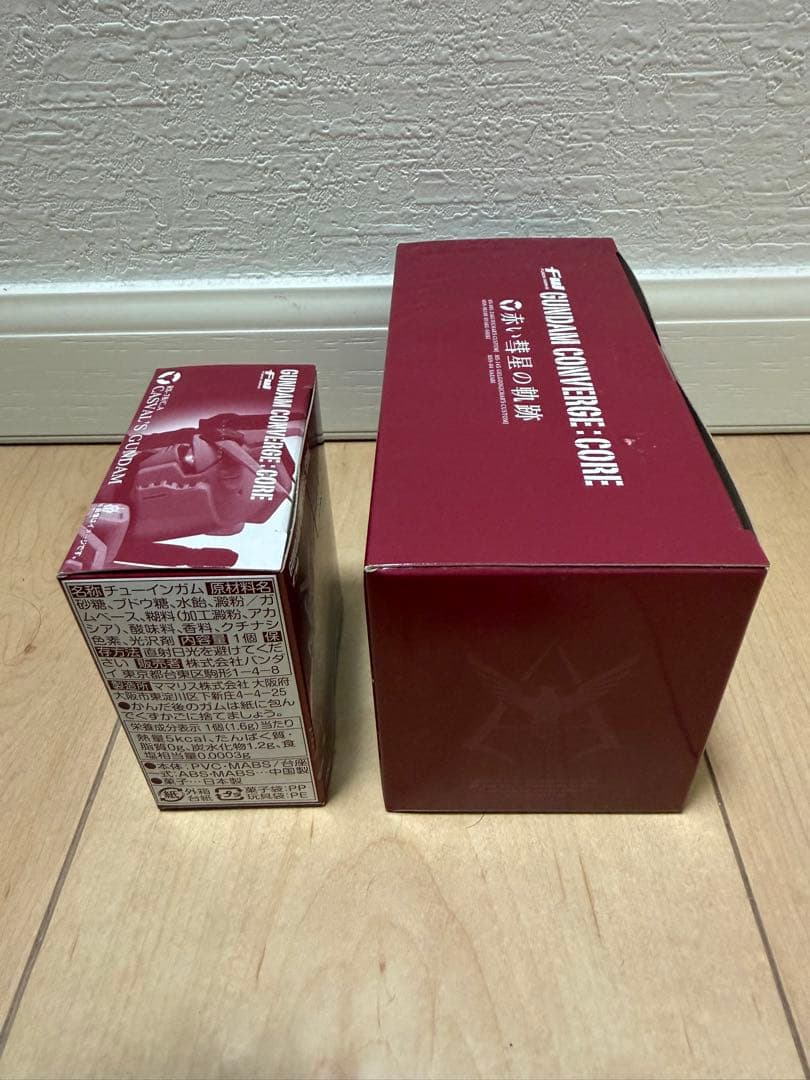 GUNDAM CONVERGE:CORE
RX-78/C.A
CASVAL'S GUNDAM
名称 チューインガム 原材料名
砂糖、ブドウ糖、水飴、澱粉/ガ
ムベース、糊料(加工澱粉、アカ
シア)、酸味料、香料、クチナシ
色素、光沢剤 内容量 1個 保
存方法 直射日光を避けてくだ
さい 販売者 株式会社バンダ
イ 東京都台東区駒形1-4-8
製造所 ママリス株式会社 大阪府
大阪市東淀川区下新庄4-4-25
●かんだ後のガムは紙に包ん
でくずかごに捨てましょう。
栄養成分表示 1個(1.6g)当たり
熱量5kcal、たんぱく質・
脂質0g、炭水化物1.2g、食
塩相当量0.0003g
●本体:PVC・MABS/台座
一式:ABS・MABS…中国製
●菓子…日本製
紙 外箱 台紙
プラ 菓子袋:PP 玩具袋:PE
GUNDAM CONVERGE:CORE
赤い彗星の軌跡